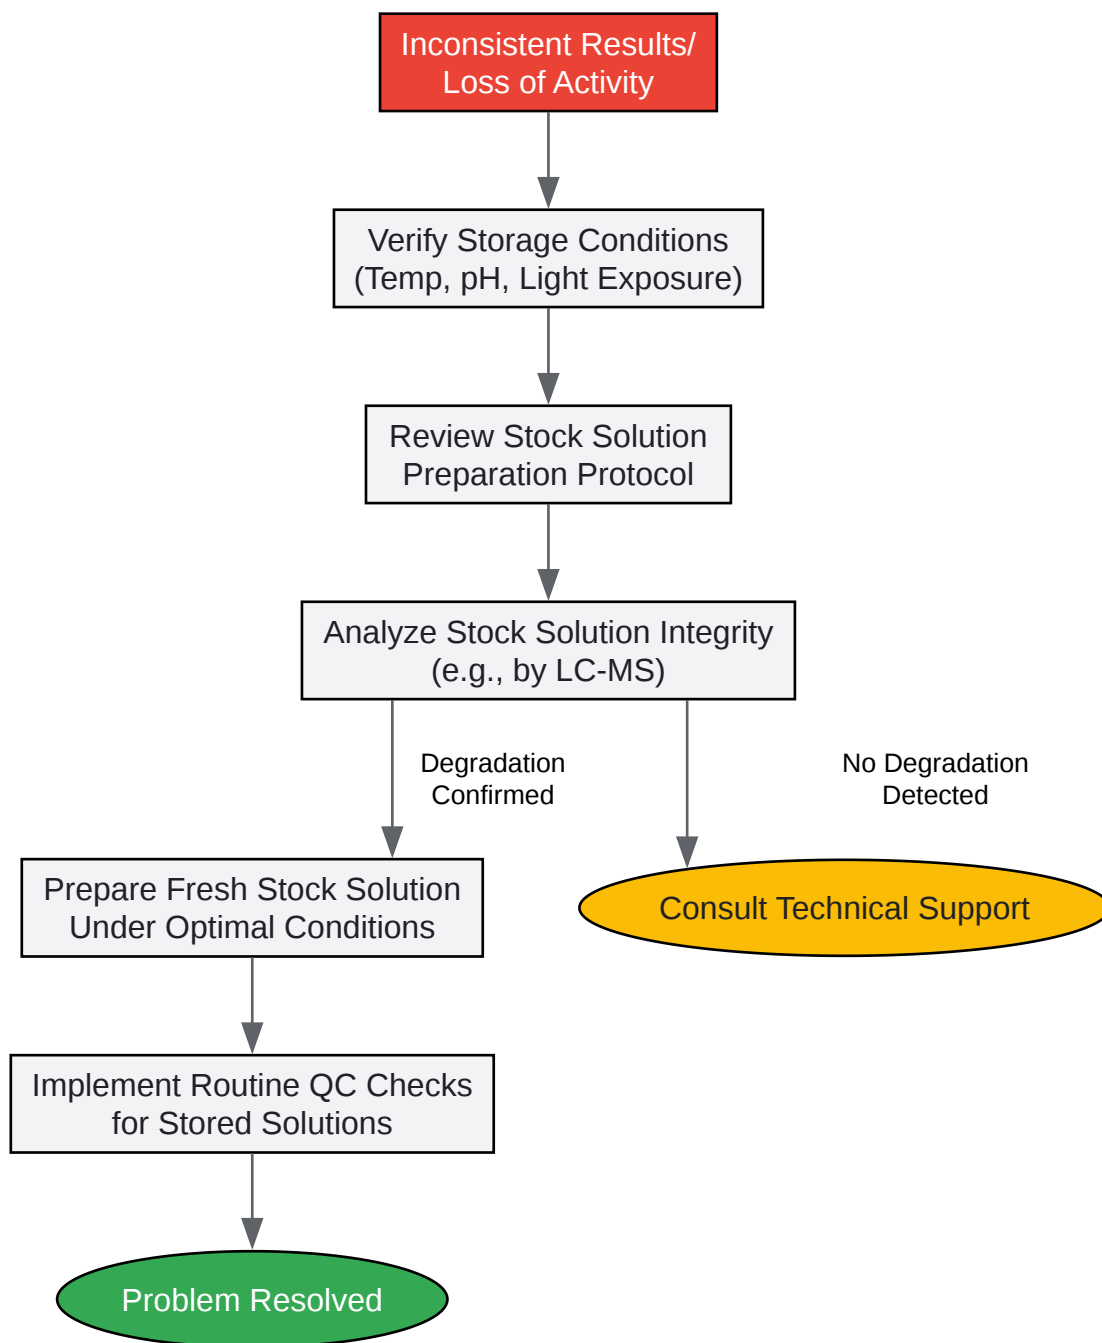 Inconsistent Results/
Loss of Activity
Verify Storage Conditions
(Temp, pH, Light Exposure)
Review Stock Solution
Preparation Protocol
Analyze Stock Solution Integrity
(e.g., by LC-MS)
Degradation
Confirmed
No Degradation
Detected
Prepare Fresh Stock Solution
Under Optimal Conditions
Consult Technical Support
Implement Routine QC Checks
for Stored Solutions
Problem Resolved